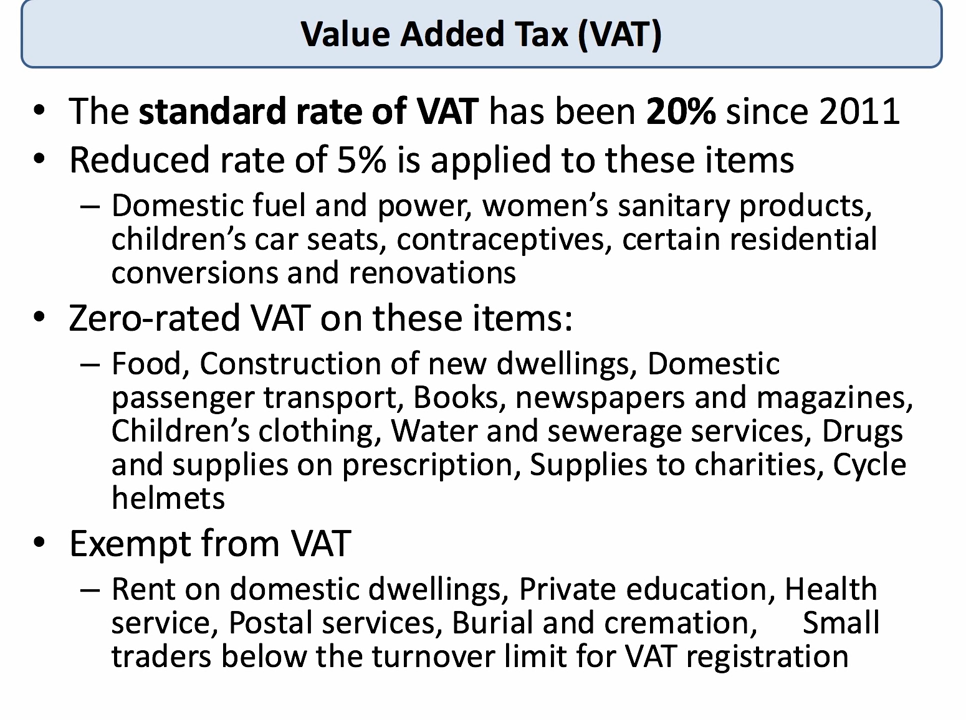 Value Added Tax (VAT)
• The standard rate of VAT has been 20% since 2011
• Reduced rate of 5% is applied to these items
– Domestic fuel and power, women’s sanitary products,
children’s car seats, contraceptives, certain residential
conversions and renovations
• Zero-rated VAT on these items:
– Food, Construction of new dwellings, Domestic
passenger transport, Books, newspapers and magazines,
Children’s clothing, Water and sewerage services, Drugs
and supplies on prescription, Supplies to charities, Cycle
helmets
• Exempt from VAT
– Rent on domestic dwellings, Private education, Health
service, Postal services, Burial and cremation, Small
traders below the turnover limit for VAT registration